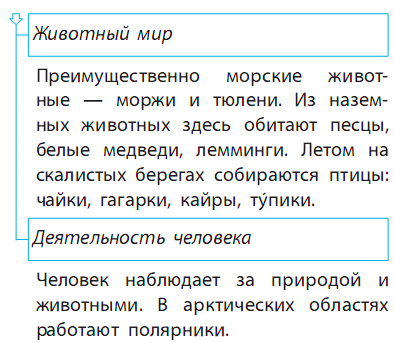 Животный мир
Преимущественно морские живот-
ные — моржи и тюлени. Из назем-
ных животных здесь обитают песцы,
белые медведи, лемминги. Летом на
скалистых берегах собираются птицы:
чайки, гагарки, кайры, ту́пики.
Деятельность человека
Человек наблюдает за природой и
животными. В арктических областях
работают полярники.